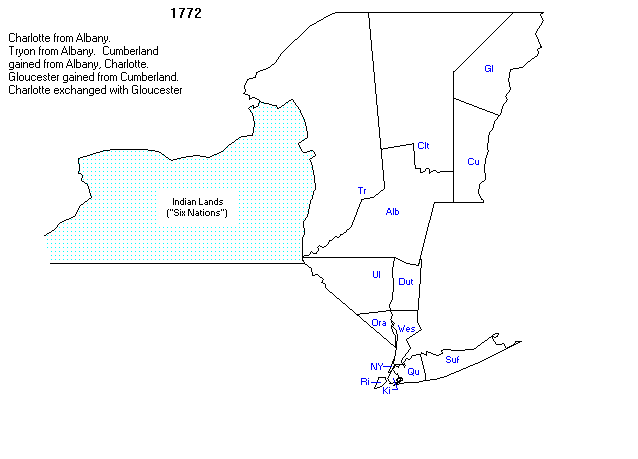 1772
Charlotte from Albany.
Tryon from Albany. Cumberland
gained from Albany, Charlotte.
Gloucester gained from Cumberland.
Charlotte exchanged with Gloucester
Gl
Clt
Cu
Tr
Indian Lands
("Six Nations")
Alb
Ul
Dut
Ora
Wes
Suf
NY
Qu
Ri
Ki